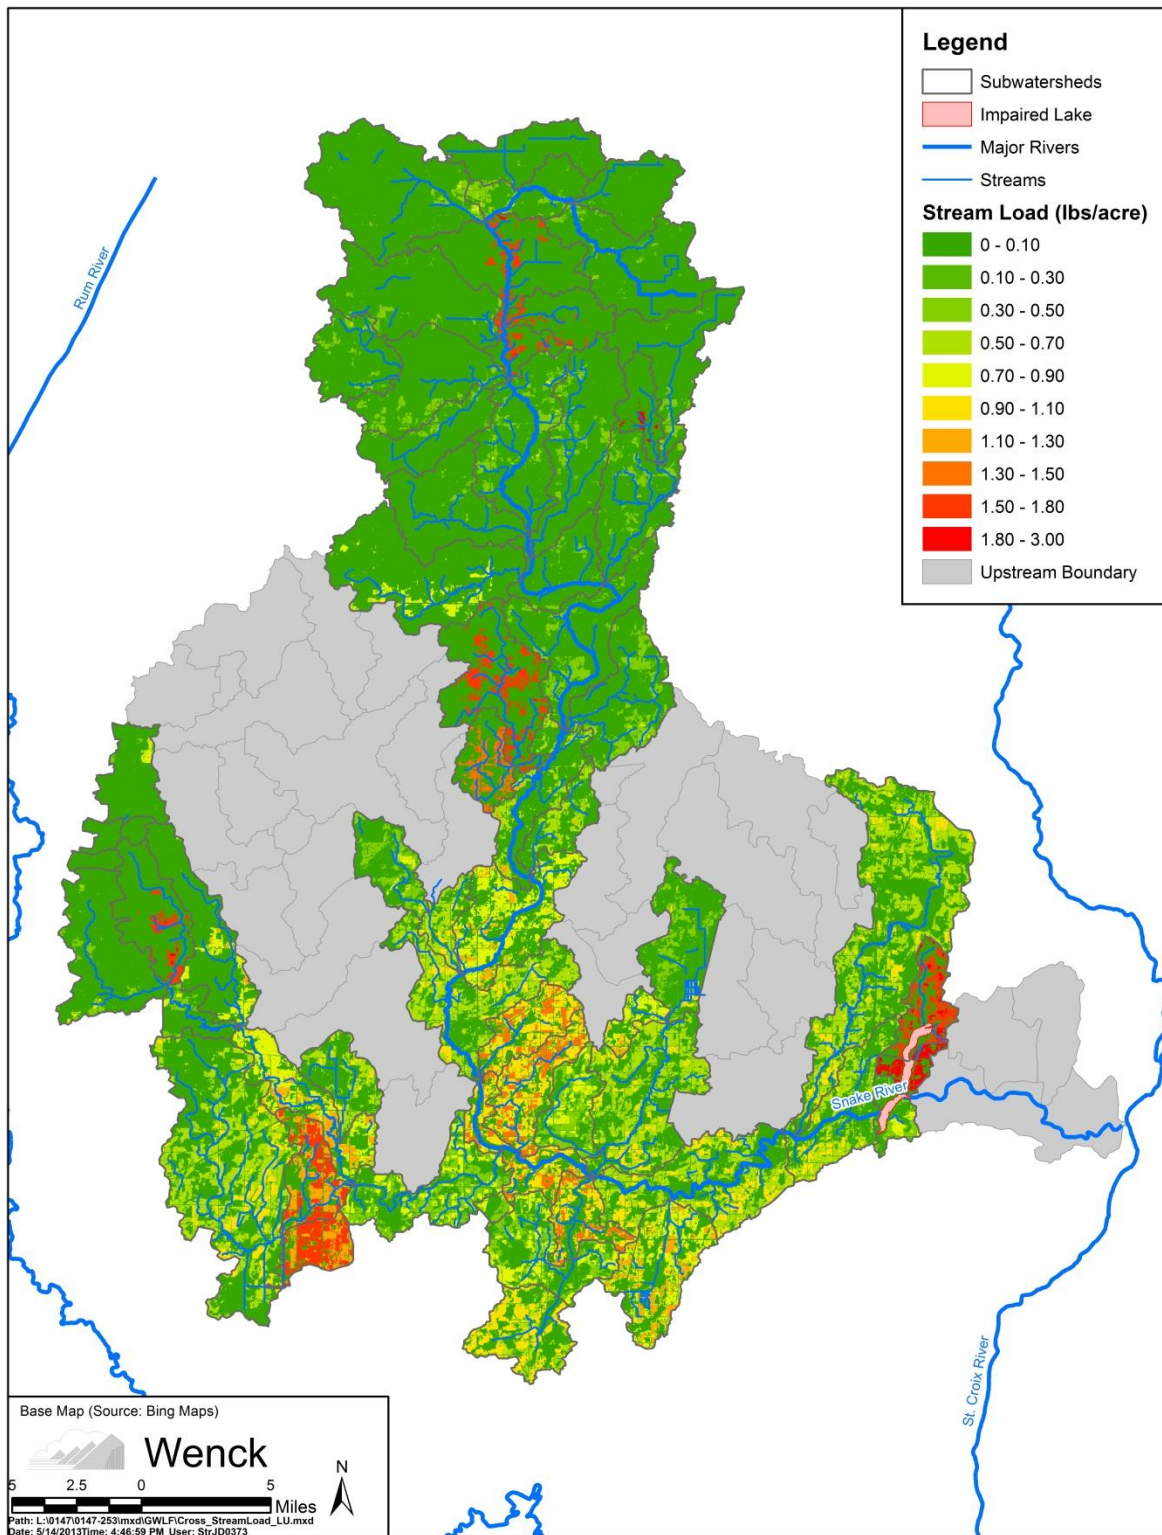 Legend
Subwatersheds
Impaired Lake
Major Rivers
Streams
Stream Load (lbs/acre)
0 - 0.10
0.10 - 0.30
0.30 - 0.50
0.50 - 0.70
0.70 - 0.90
0.90 - 1.10
1.10 - 1.30
1.30 - 1.50
1.50 - 1.80
1.80 - 3.00
Upstream Boundary
Rum River
Snake River
St. Croix River
Base Map (Source: Bing Maps)
Wenck
N
5 2.5 0 5
Miles
Path: L:\0147\0147-253\mxd\GWLF\Cross_StreamLoad_LU.mxd
Date: 5/14/2013Time: 4:46:59 PM User: StrJD0373